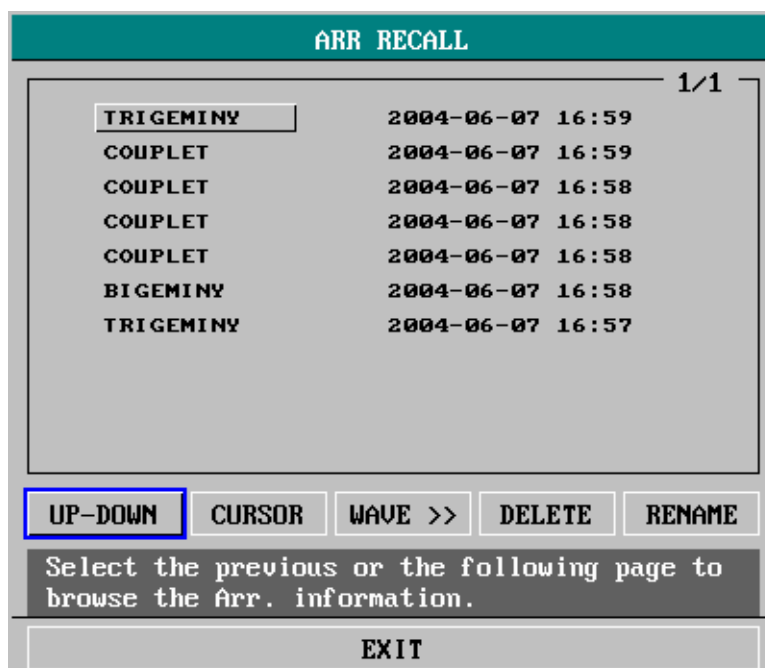 ARR RECALL
1/1
TRIGEMINY 2004-06-07 16:59
COUPLET 2004-06-07 16:59
COUPLET 2004-06-07 16:58
COUPLET 2004-06-07 16:58
COUPLET 2004-06-07 16:58
BIGEMINY 2004-06-07 16:58
TRIGEMINY 2004-06-07 16:57
UP-DOWN CURSOR WAVE >> DELETE RENAME
Select the previous or the following page to
browse the Arr. information.
EXIT